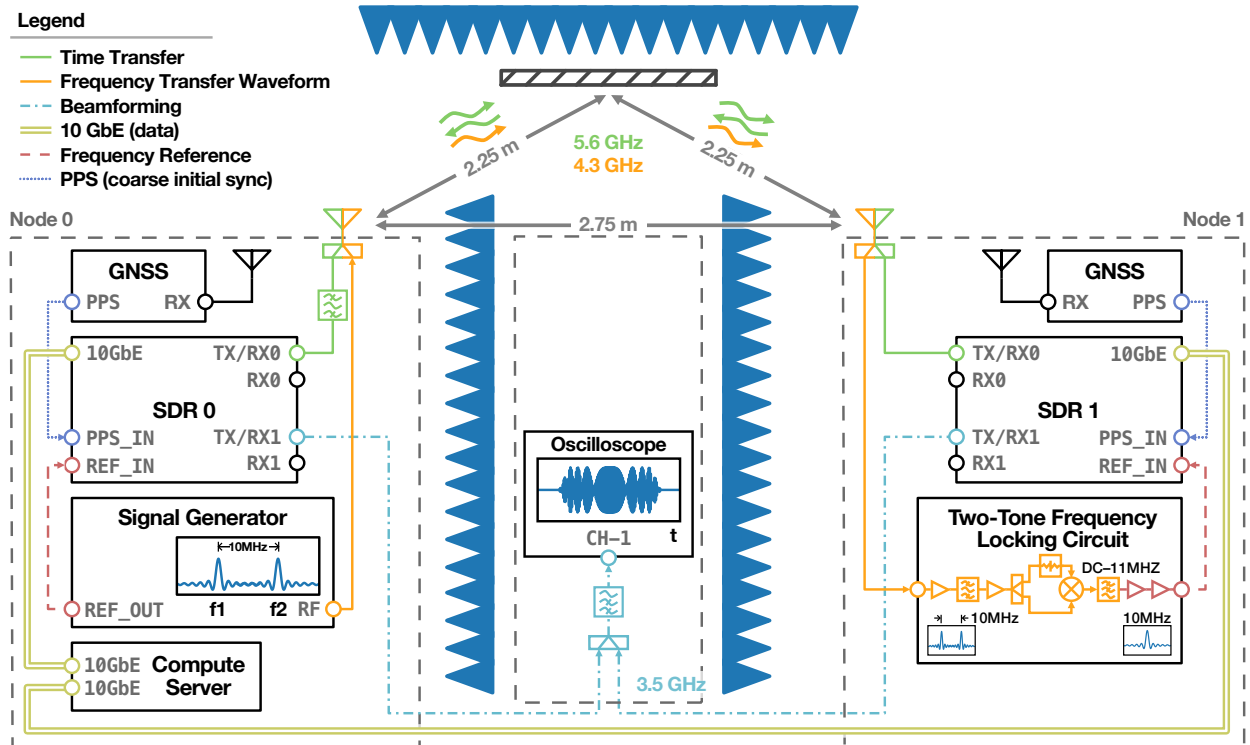 Legend
Time Transfer
Frequency Transfer Waveform
Beamforming
10 GbE (data)
Frequency Reference
PPS (coarse initial sync)
2.25 m
5.6 GHz
4.3 GHz
2.25 m
2.75 m
Node 0
GNSS
PPS
RX
10GbE
TX/RX0
RX0
SDR 0
PPS_IN
TX/RX1
REF_IN
RX1
Signal Generator
10MHz
REF_OUT
f1
f2
RF
10GbE
10GbE
Compute
Server
Oscilloscope
CH-1
t
3.5 GHz
Node 1
GNSS
RX
PPS
TX/RX0
10GbE
RX0
SDR 1
TX/RX1
PPS_IN
RX1
REF_IN
Two-Tone Frequency
Locking Circuit
DC-11MHZ
10MHz
10MHz